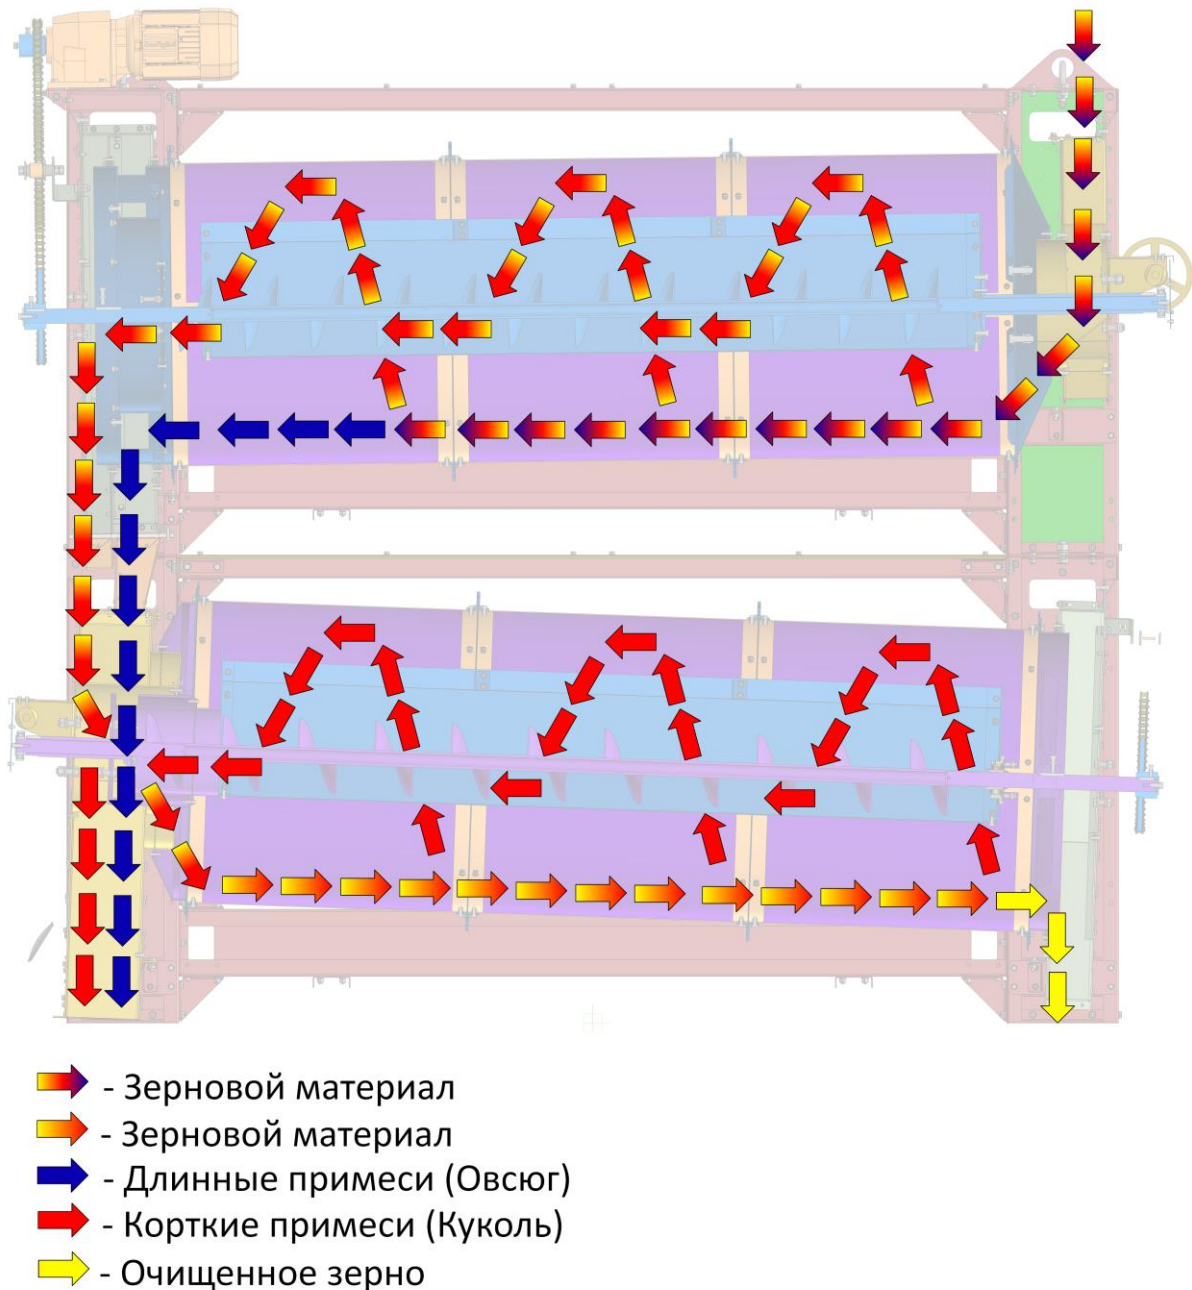 - Зерновой материал
- Зерновой материал
- Длинные примеси (Овсюг)
- Корткие примеси (Куколь)
- Очищенное зерно